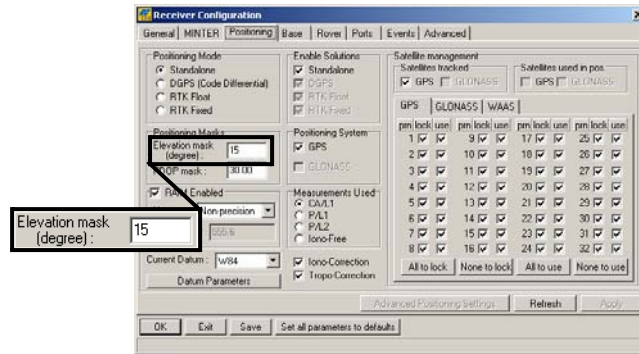 Receiver Configuration
General MINTER Positioning Base Rover Ports Events Advanced
Positioning Mode
Standalone
DGPS (Code Differential)
RTK Float
RTK Fixed
Enable Solutions
Standalone
DGPS
RTK Float
RTK Fixed
Satellite management
Satellites tracked
GPS GLONASS
Satellites used in pos.
GPS GLONASS
GPS GLONASS WAAS
prn lock use prn lock use prn lock use prn lock use
1 9 17 25
2 10 18 26
3 11 19 27
4 12 20 28
5 13 21 29
6 14 22 30
7 15 23 31
8 16 24 32
All to lock None to lock All to use None to use
Positioning Masks
Elevation mask (degree) : 15
PDOP mask : 30.00
Positioning System
GPS
GLONASS
RAIM Enabled
Non-precision
555.6
Measurements Used
CA/L1
P/L1
P/L2
Iono-Free
Current Datum : W84
Datum Parameters
Iono-Correction
Tropo-Correction
Elevation mask
(degree) :
15
Advanced Positioning Settings Refresh Apply
OK Exit Save Set all parameters to defaults